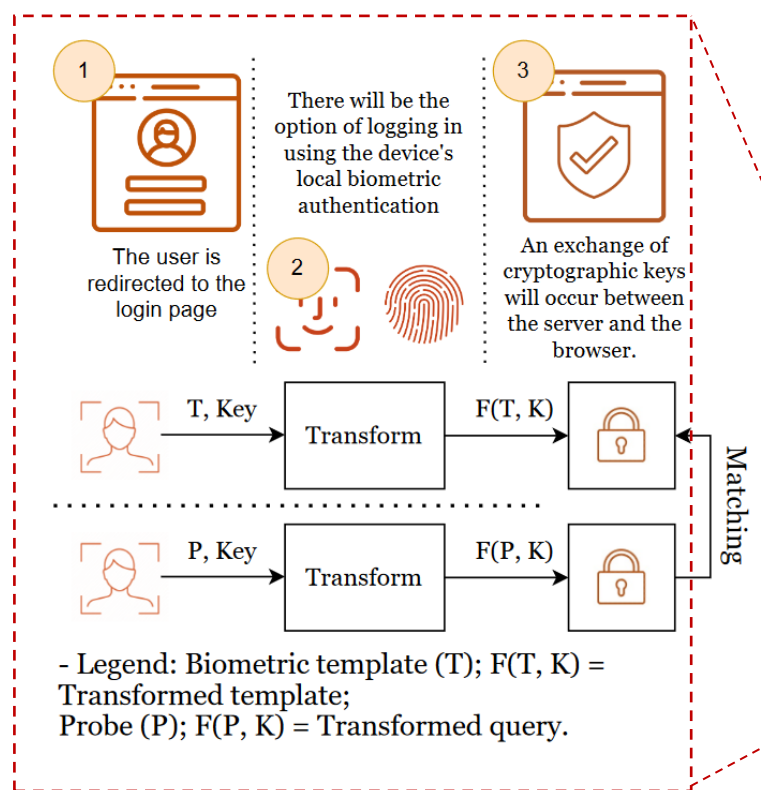 1
The user is
redirected to the
login page
There will be the
option of logging in
using the device's
local biometric
authentication
2
3
An exchange of
cryptographic keys
will occur between
the server and the
browser.
T, Key
Transform
F(T, K)
Matching
P, Key
Transform
F(P, K)
- Legend: Biometric template (T); F(T, K) =
Transformed template;
Probe (P); F(P, K) = Transformed query.